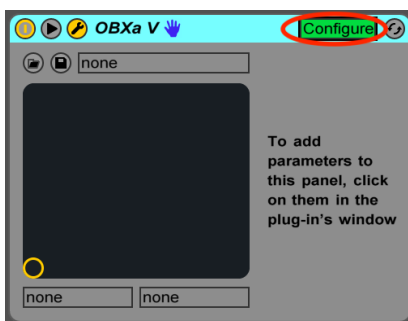 OBXa V
Configure
none
To add
parameters to
this panel, click
on them in the
plug-in's window
none
none